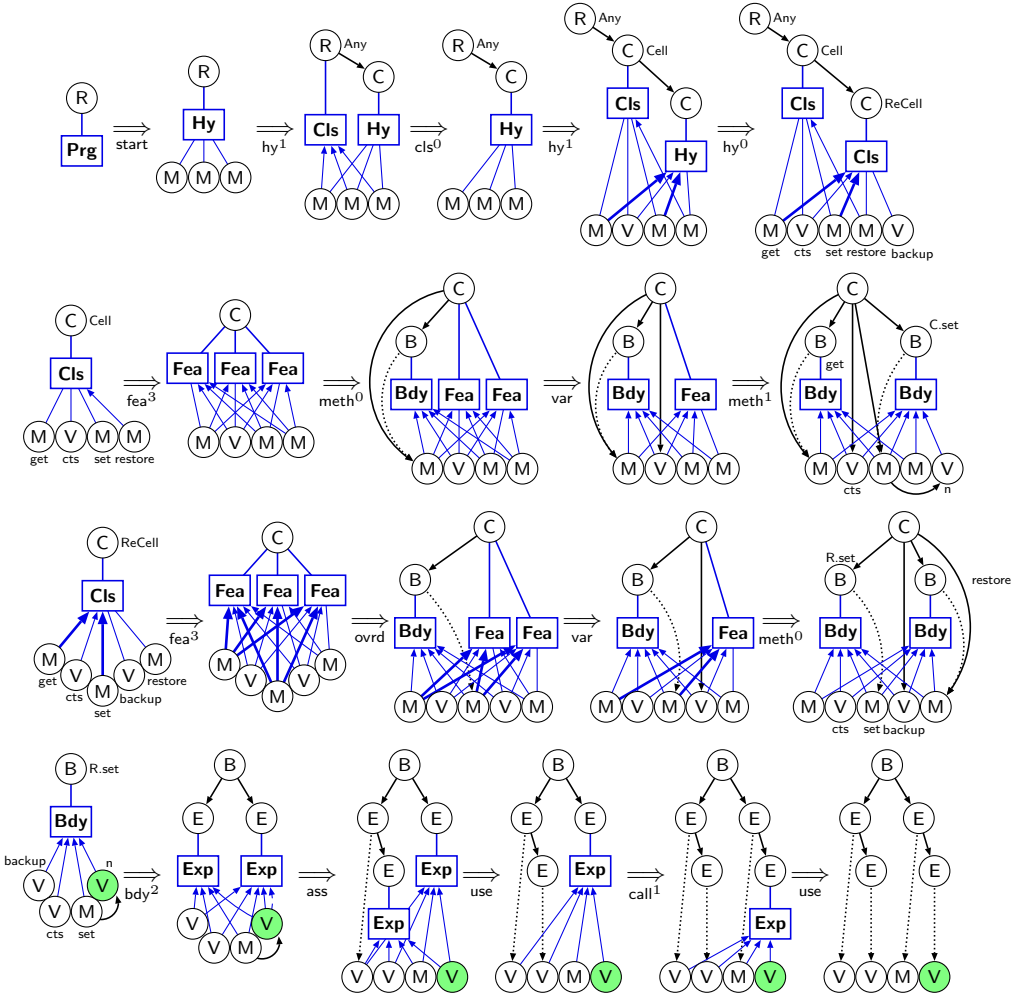 R R R Any C R Any C R Any C Cell C R Any C Cell C ReCell
Prg Hy Cls Hy Hy Cls Hy Cls Cls
start hy¹ cls⁰ hy¹ hy⁰
M M M M M M M M M M V M M M V M M V
get cts set restore backup
C Cell C C B C B C B B C.set
get
Cls Fea Fea Fea Bdy Fea Fea Bdy Fea Bdy Bdy
fea³ meth⁰ var meth¹
M V M M M V M M M V M M M V M M M V M M V
get cts set restore cts n
C ReCell C C B C B C B B R.set
restore
Cls Fea Fea Fea Bdy Fea Fea Bdy Fea Bdy Bdy
fea³ ovrd var meth⁰
M V M V M M V M V M M V M V M M V M V M M V M V M
get cts set backup restore cts set backup
B R.set B B B B B
E E E E E E E E E E
E E E E E E E
Bdy Exp Exp Exp Exp Exp Exp
bdy² ass use call¹ use
V V M V V V M V V V M V V V M V V V M V V V M V
backup cts set n